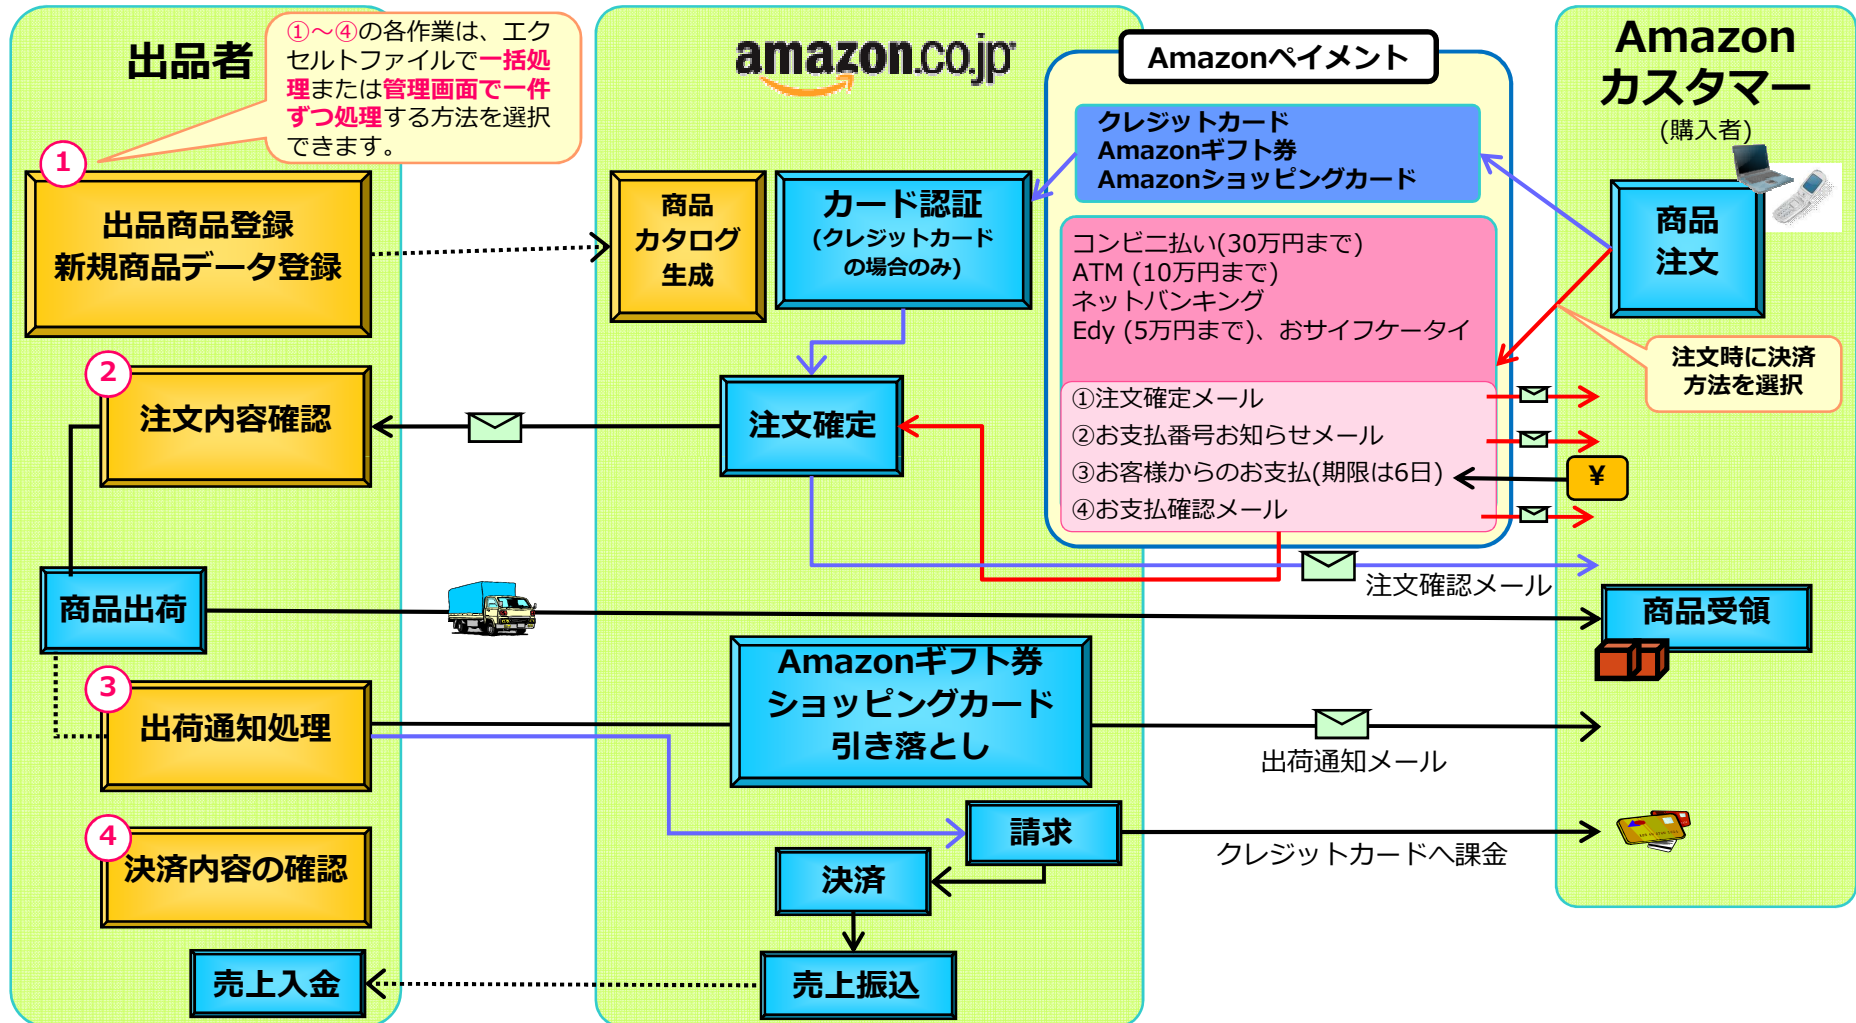 出品者
①～④の各作業は、エク
セルトファイルで一括処
理または管理画面で一件
ずつ処理する方法を選択
できます。
amazon.co.jp
Amazonペイメント
Amazon
カスタマー
(購入者)
クレジットカード
Amazonギフト券
Amazonショッピングカード
1
出品商品登録
新規商品データ登録
商品
カタログ
生成
カード認証
(クレジットカード
の場合のみ)
コンビニ払い(30万円まで)
ATM (10万円まで)
ネットバンキング
Edy (5万円まで)、おサイフケータイ
商品
注文
注文時に決済
方法を選択
2
注文内容確認
注文確定
①注文確定メール
②お支払番号お知らせメール
③お客様からのお支払(期限は6日)
④お支払確認メール
¥
注文確認メール
商品出荷
商品受領
3
出荷通知処理
Amazonギフト券
ショッピングカード
引き落とし
出荷通知メール
4
決済内容の確認
請求
クレジットカードへ課金
決済
売上入金
売上振込